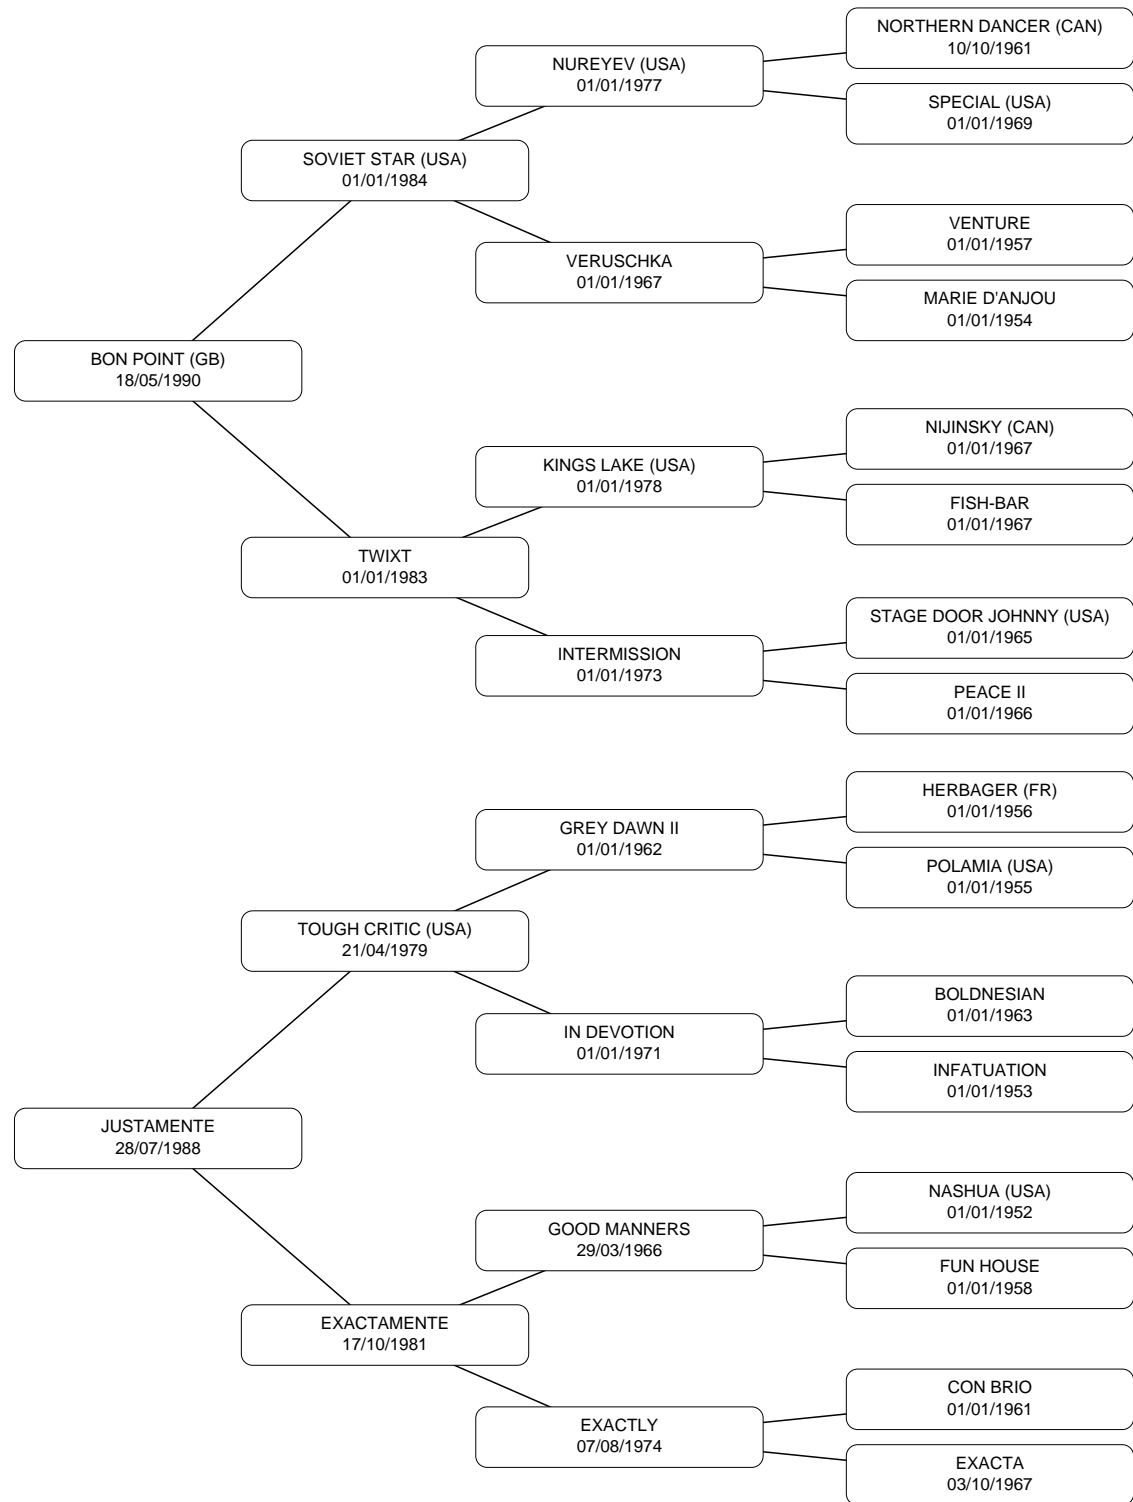 NORTHERN DANCER (CAN)
10/10/1961
NUREYEV (USA)
01/01/1977
SPECIAL (USA)
01/01/1969
SOVIET STAR (USA)
01/01/1984
VENTURE
01/01/1957
VERUSCHKA
01/01/1967
MARIE D'ANJOU
01/01/1954
BON POINT (GB)
18/05/1990
NIJINSKY (CAN)
01/01/1967
KINGS LAKE (USA)
01/01/1978
FISH-BAR
01/01/1967
TWIXT
01/01/1983
STAGE DOOR JOHNNY (USA)
01/01/1965
INTERMISSION
01/01/1973
PEACE II
01/01/1966
HERBAGER (FR)
01/01/1956
GREY DAWN II
01/01/1962
POLAMIA (USA)
01/01/1955
TOUGH CRITIC (USA)
21/04/1979
BOLDNESIAN
01/01/1963
IN DEVOTION
01/01/1971
INFATUATION
01/01/1953
JUSTAMENTE
28/07/1988
NASHUA (USA)
01/01/1952
GOOD MANNERS
29/03/1966
FUN HOUSE
01/01/1958
EXACTAMENTE
17/10/1981
CON BRIO
01/01/1961
EXACTLY
07/08/1974
EXACTA
03/10/1967